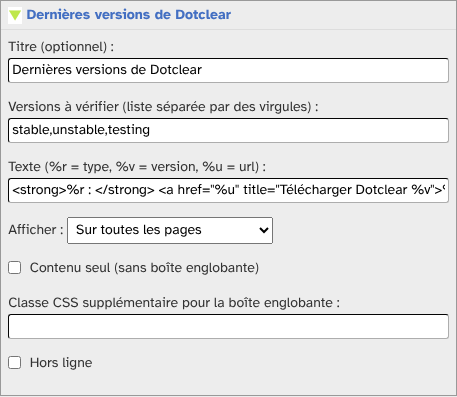 Dernières versions de Dotclear
Titre (optionnel) :
Dernières versions de Dotclear
Versions à vérifier (liste séparée par des virgules) :
stable,unstable,testing
Texte (%r = type, %v = version, %u = url) :
<strong>%r : </strong> <a href="%u" title="Télécharger Dotclear %v">
Afficher : Sur toutes les pages
Contenu seul (sans boîte englobante)
Classe CSS supplémentaire pour la boîte englobante :
Hors ligne